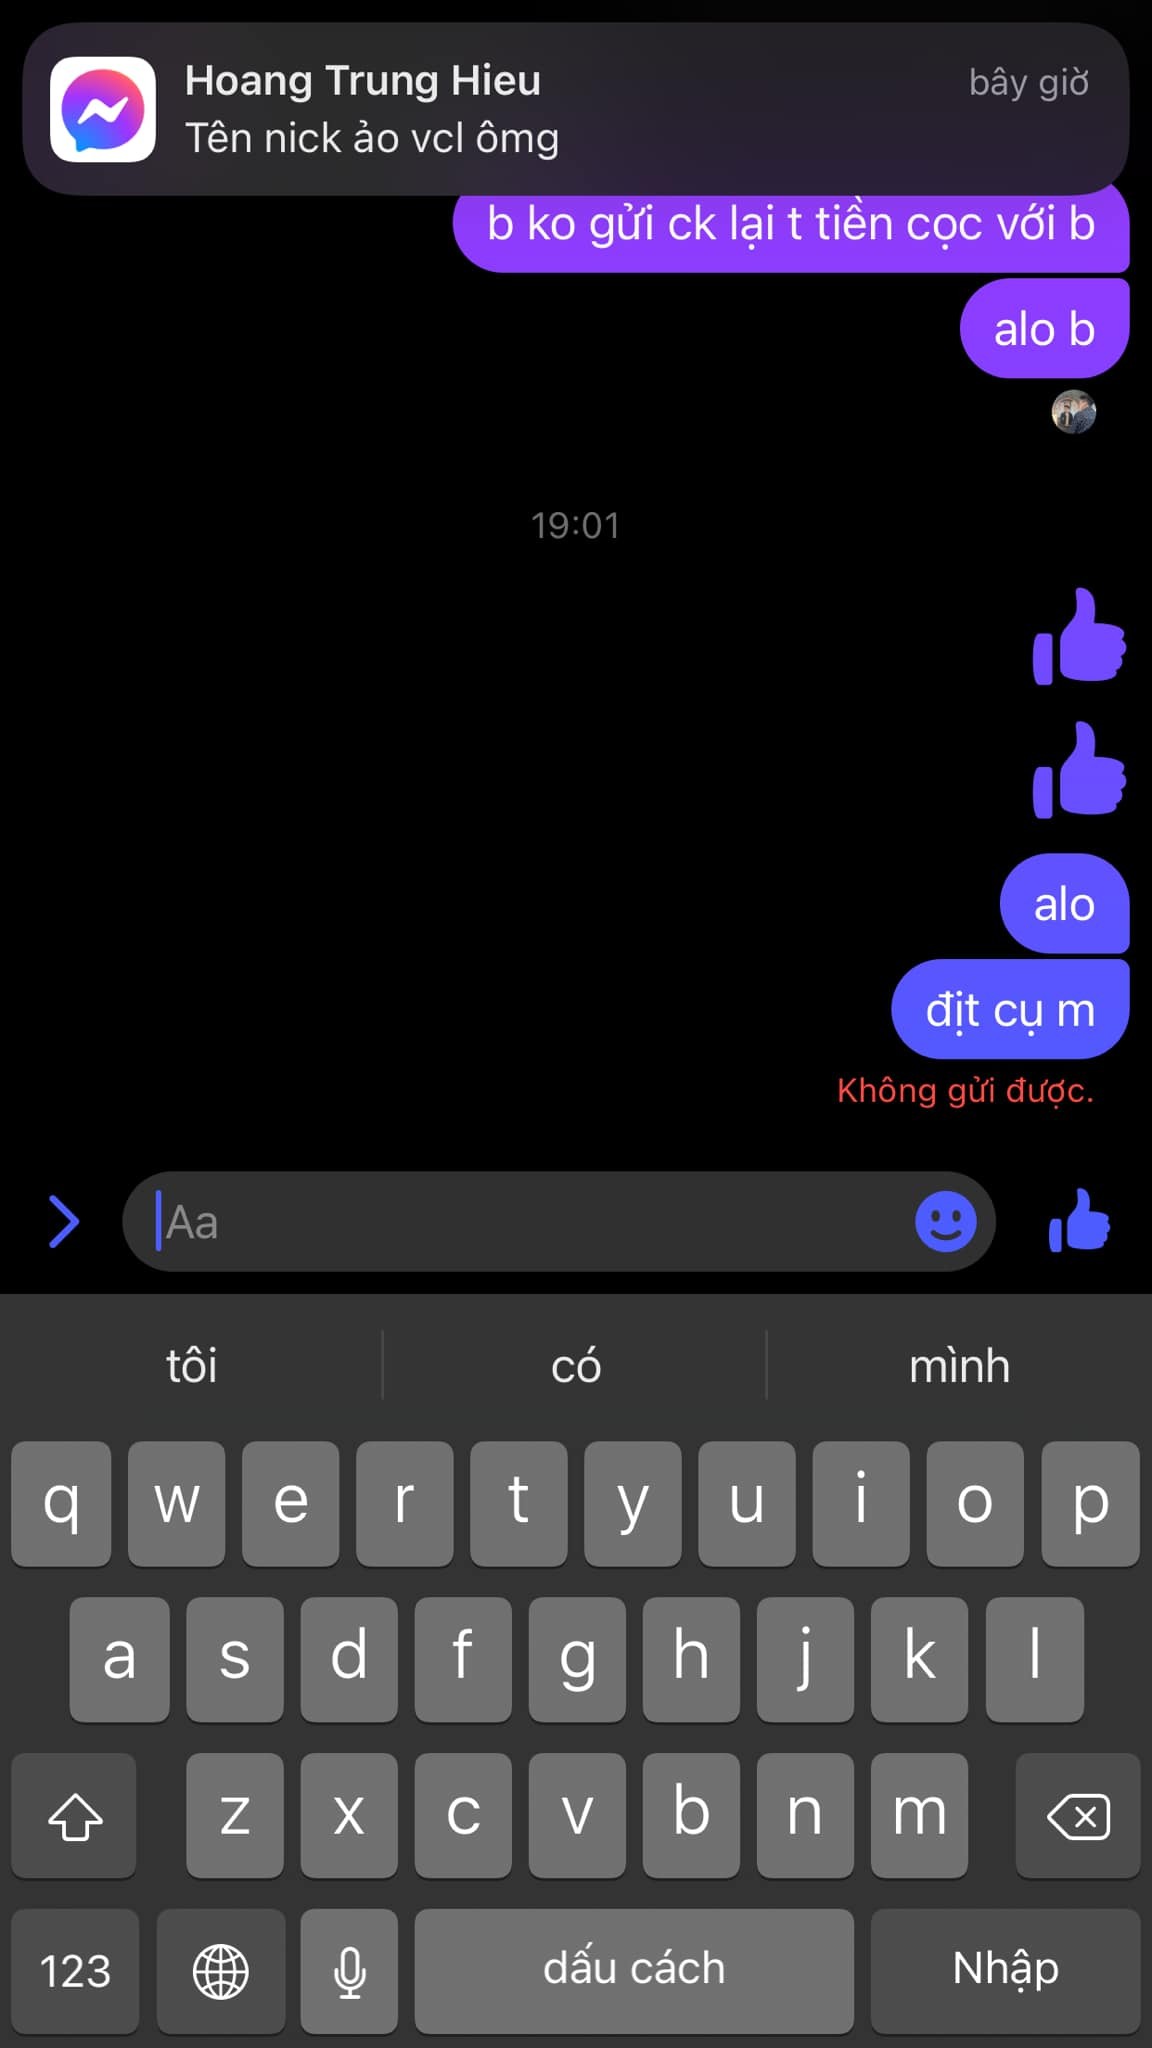 Hoang Trung Hieu
bây giờ
Tên nick ảo vcl ômg
b ko gửi ck lại t tiền cọc với b
alo b
19:01
alo
địt cụ m
Không gửi được.
Aa
tôi có mình
q w e r t y u i o p
a s d f g h j k l
z x c v b n m
123 dấu cách Nhập